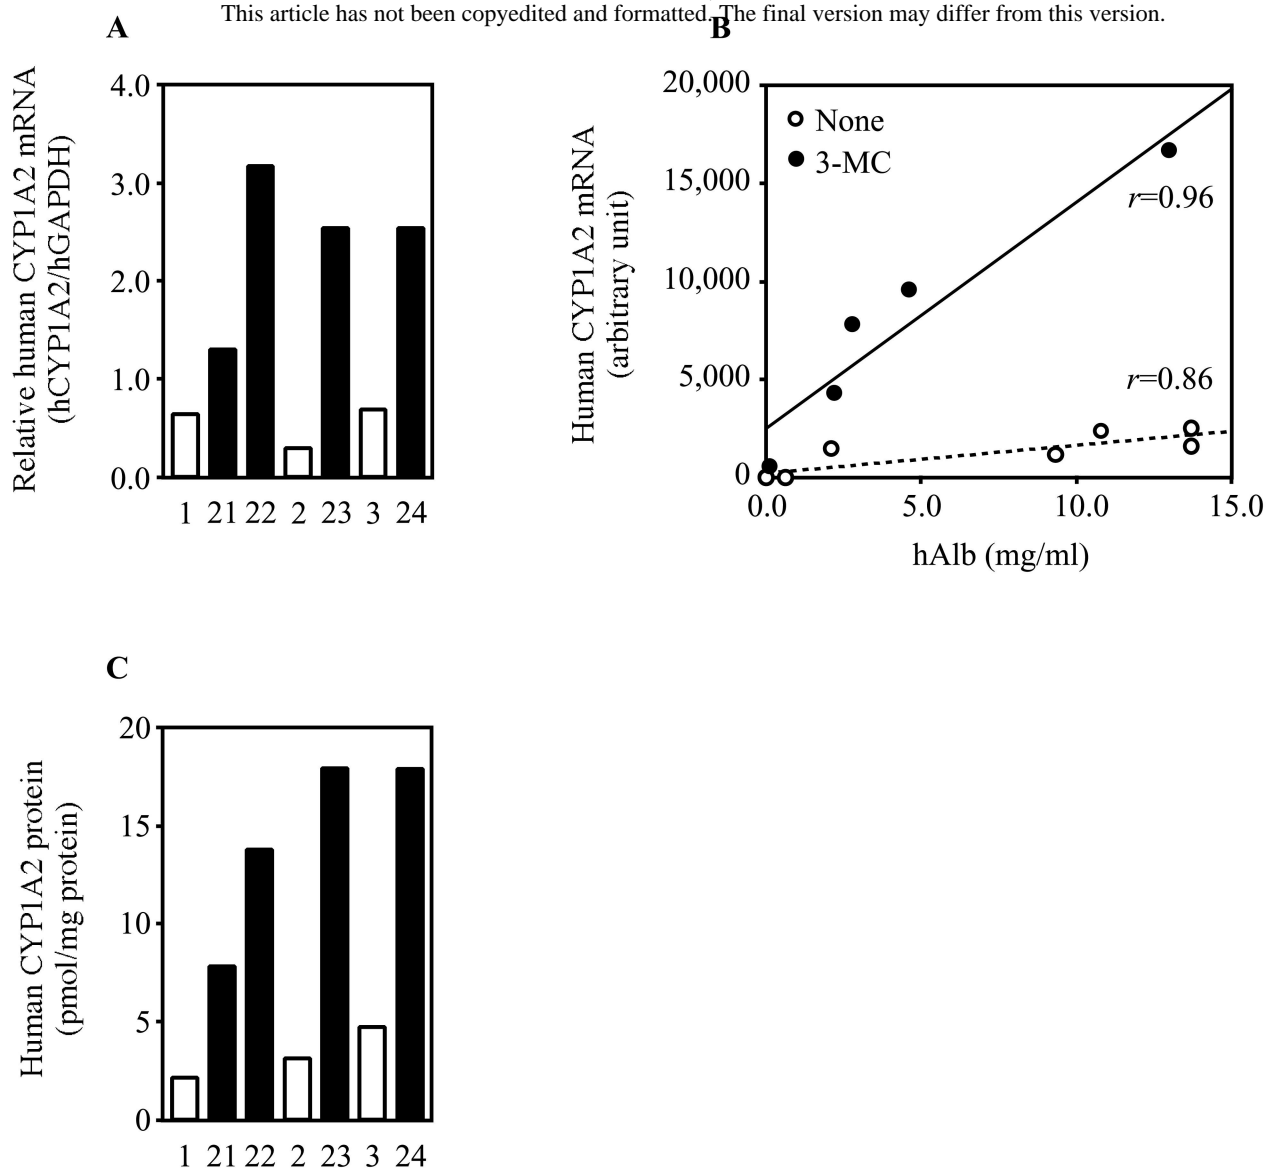 This article has not been copyedited and formatted. The final version may differ from this version.
A
Relative human CYP1A2 mRNA
(hCYP1A2/hGAPDH)
4.0
3.0
2.0
1.0
0.0
1 21 22 2 23 3 24
B
Human CYP1A2 mRNA
(arbitrary unit)
20,000
15,000
10,000
5,000
0
None
3-MC
r=0.96
r=0.86
0.0 5.0 10.0 15.0
hAlb (mg/ml)
C
Human CYP1A2 protein
(pmol/mg protein)
20
15
10
5
0
1 21 22 2 23 3 24